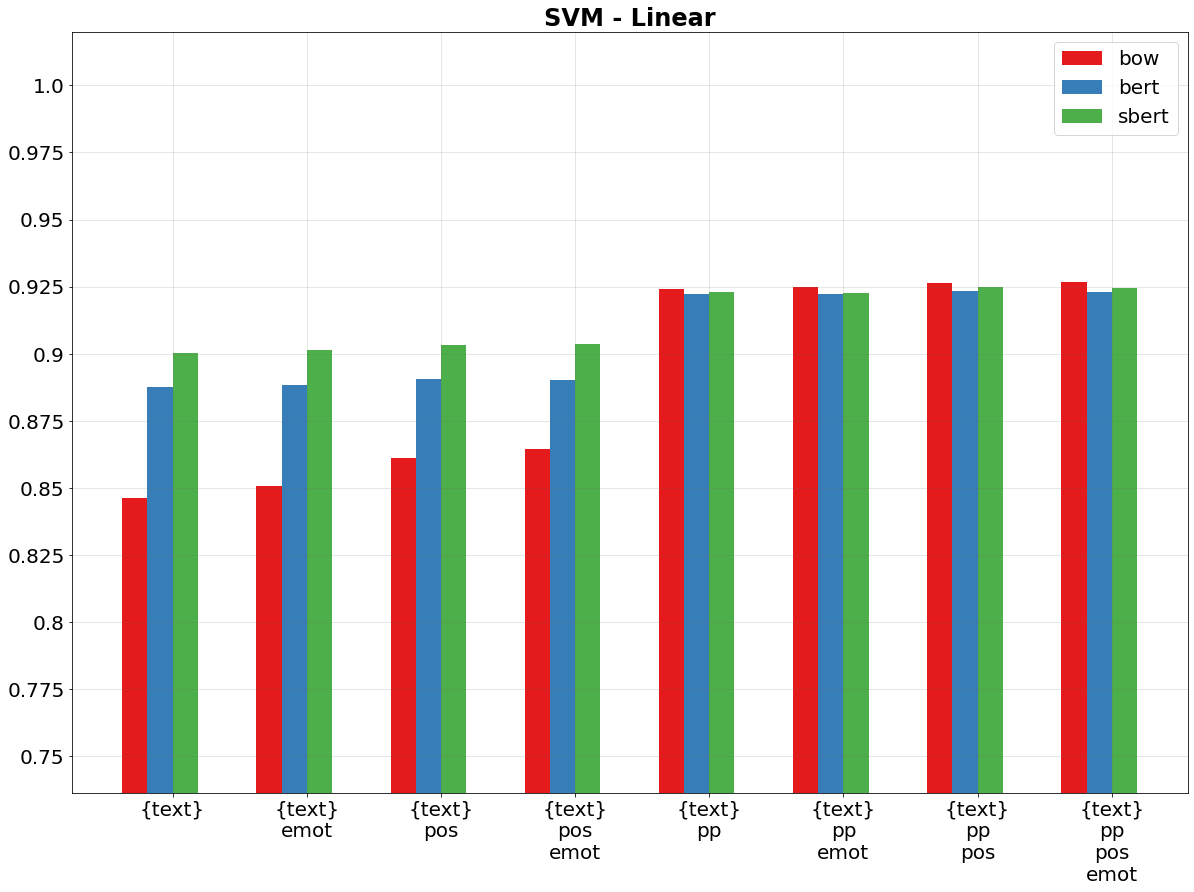 SVM - Linear
bow
bert
sbert
1.0
0.975
0.95
0.925
0.9
0.875
0.85
0.825
0.8
0.775
0.75
{text}
{text}
emot
{text}
pos
{text}
pos
emot
{text}
pp
{text}
pp
emot
{text}
pp
pos
{text}
pp
pos
emot